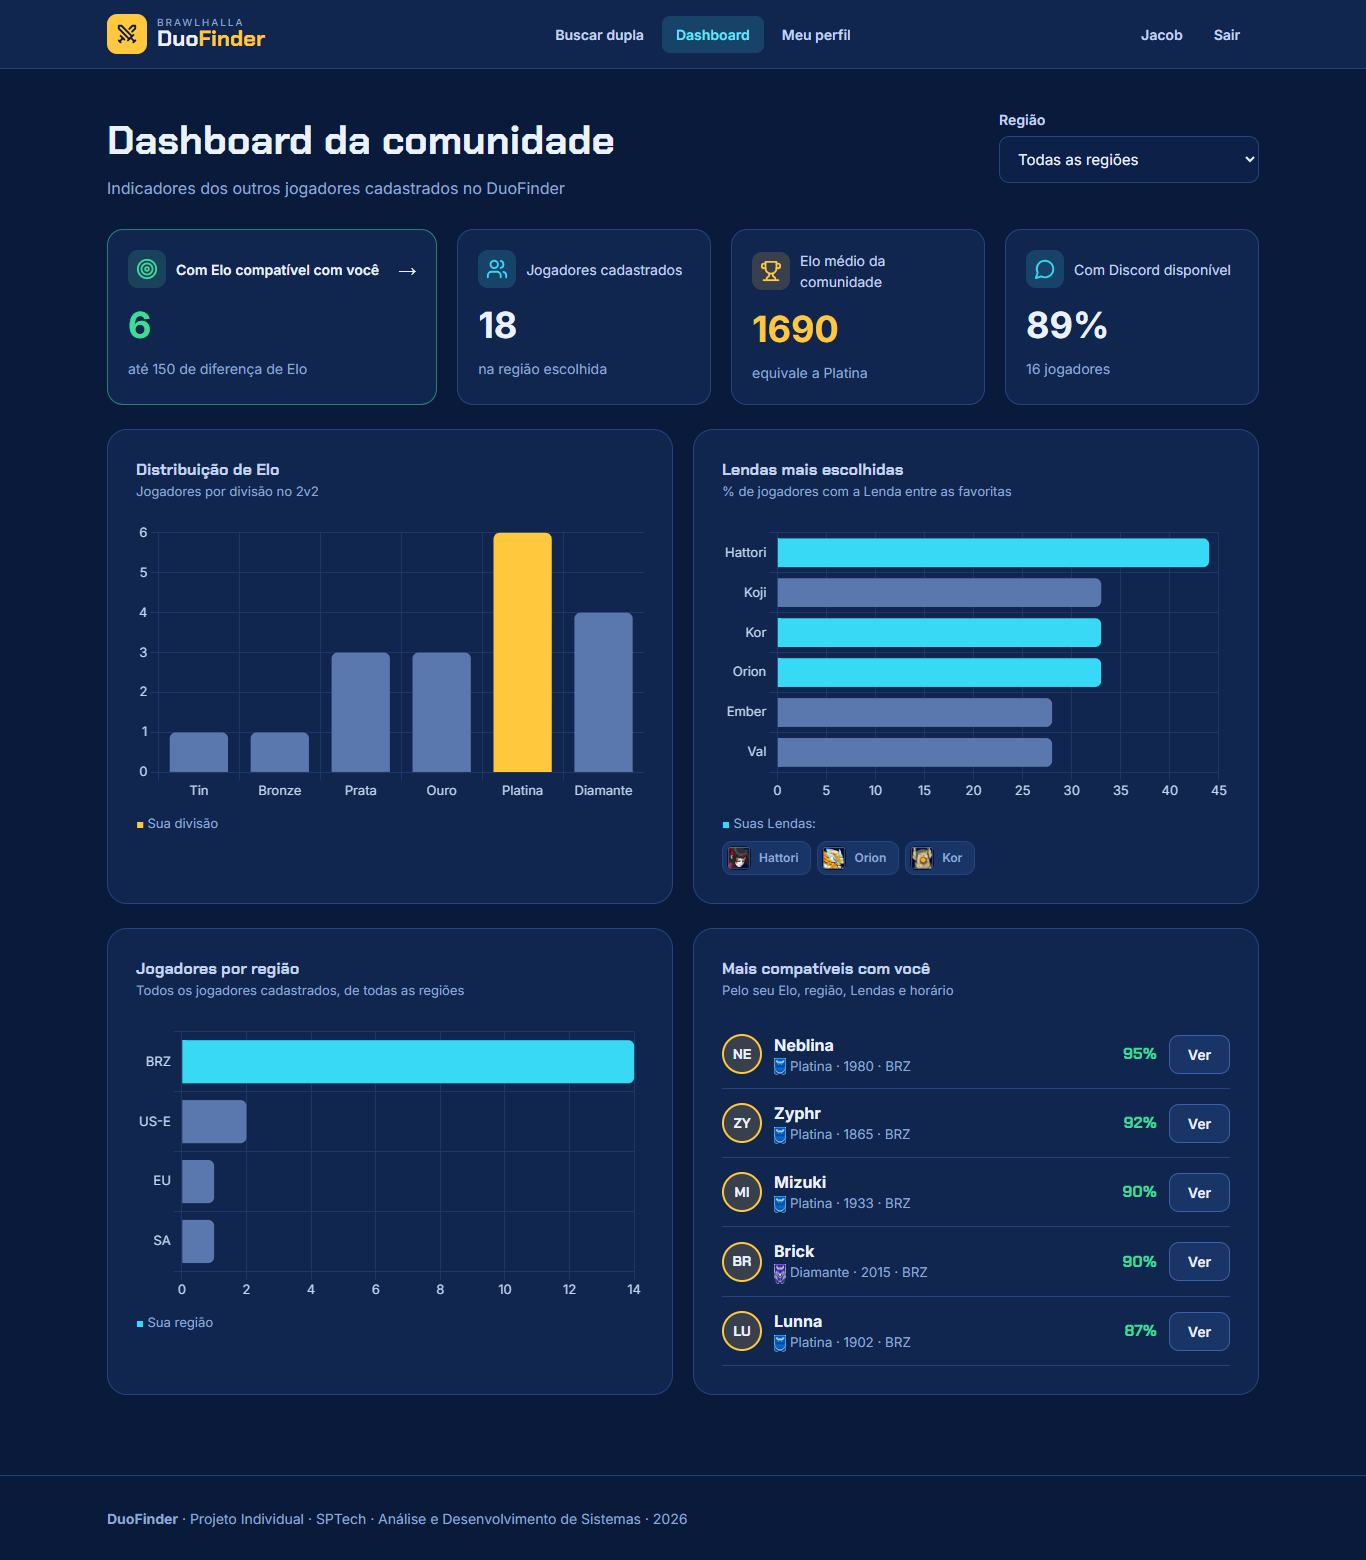 BRAWLHALLA
DuoFinder
Buscar dupla
Dashboard
Meu perfil
Jacob
Sair
Dashboard da comunidade
Indicadores dos outros jogadores cadastrados no DuoFinder
Região
Todas as regiões
Com Elo compatível com você →
6
até 150 de diferença de Elo
Jogadores cadastrados
18
na região escolhida
Elo médio da
comunidade
1690
equivale a Platina
Com Discord disponível
89%
16 jogadores
Distribuição de Elo
Jogadores por divisão no 2v2
6
5
4
3
2
1
0
Tin Bronze Prata Ouro Platina Diamante
Sua divisão
Lendas mais escolhidas
% de jogadores com a Lenda entre as favoritas
Hattori
Koji
Kor
Orion
Ember
Val
0 5 10 15 20 25 30 35 40 45
Suas Lendas:
Hattori Orion Kor
Jogadores por região
Todos os jogadores cadastrados, de todas as regiões
BRZ
US-E
EU
SA
0 2 4 6 8 10 12 14
Sua região
Mais compatíveis com você
Pelo seu Elo, região, Lendas e horário
NE
Neblina
Platina · 1980 · BRZ
95%
Ver
ZY
Zyphr
Platina · 1865 · BRZ
92%
Ver
MI
Mizuki
Platina · 1933 · BRZ
90%
Ver
BR
Brick
Diamante · 2015 · BRZ
90%
Ver
LU
Lunna
Platina · 1902 · BRZ
87%
Ver
DuoFinder · Projeto Individual · SPTech · Análise e Desenvolvimento de Sistemas · 2026